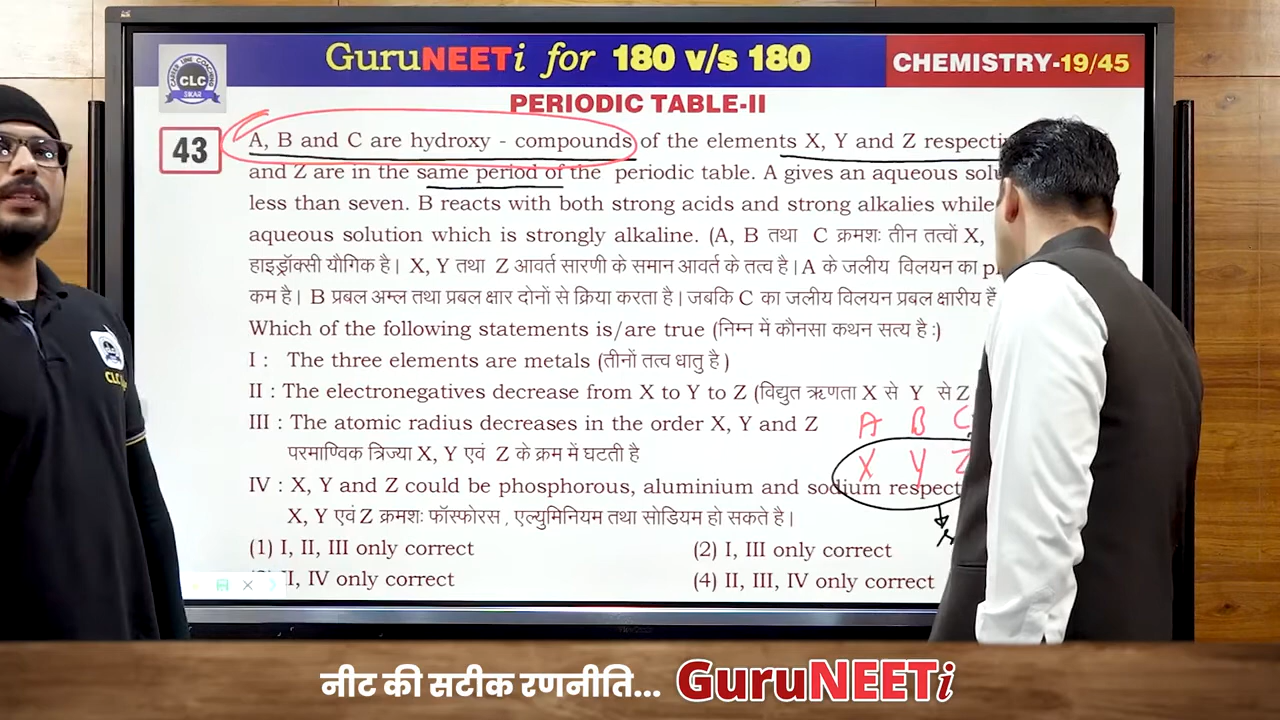 GuruNEETi for 180 v/s 180
CHEMISTRY-19/45
CLC
SIKAR
PERIODIC TABLE-II
43
A, B and C are hydroxy - compounds of the elements X, Y and Z
and Z are in the same period of the periodic table. A gives an aqueous
less than seven. B reacts with both strong acids and strong alkalies while
aqueous solution which is strongly alkaline. (A, B तथा C क्रमशः तीन तत्वों X,
हाइड्रॉक्सी यौगिक है। X, Y तथा Z आवर्त सारणी के समान आवर्त के तत्व है। A के जलीय विलयन का
कम है। B प्रबल अम्ल तथा प्रबल क्षार दोनों से क्रिया करता है। जबकि C का जलीय विलयन प्रबल क्षारीय
Which of the following statements is/are true (निम्न में कौनसा कथन सत्य है :)
I : The three elements are metals (तीनों तत्व धातु है)
II : The electronegatives decrease from X to Y to Z (विद्युत ऋणता X से Y से Z
III : The atomic radius decreases in the order X, Y and Z
परमाण्विक त्रिज्या X, Y एवं Z के क्रम में घटती है
A B C
X Y Z
IV : X, Y and Z could be phosphorous, aluminium and sodium
X, Y एवं Z क्रमशः फॉस्फोरस, एल्युमिनियम तथा सोडियम हो सकते है।
(1) I, II, III only correct
(2) I, III only correct
II, IV only correct
(4) II, III, IV only correct
CLC
नीट की सटीक रणनीति... GuruNEETi